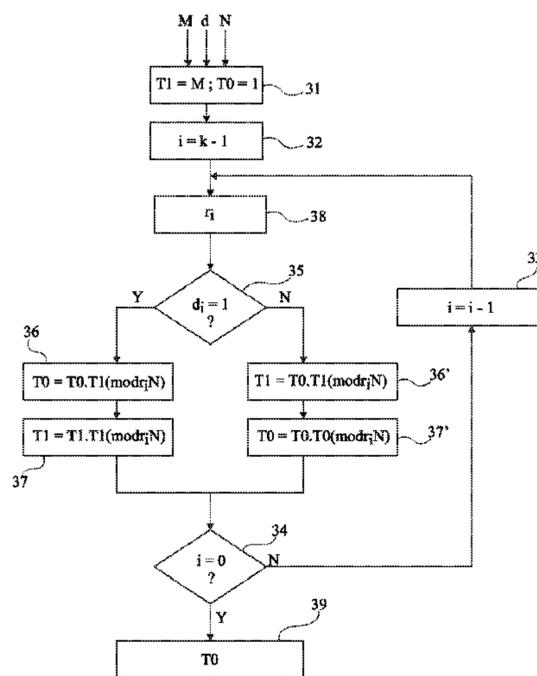 M d N
T1 = M ; T0 = 1
31
i = k - 1
32
ri
38
35
di = 1
?
Y
N
i = i - 1
36
T0 = T0.T1(modriN)
T1 = T0.T1(modriN)
36'
T1 = T1.T1(modriN)
T0 = T0.T0(modriN)
37'
37
34
i = 0
?
N
Y
39
T0